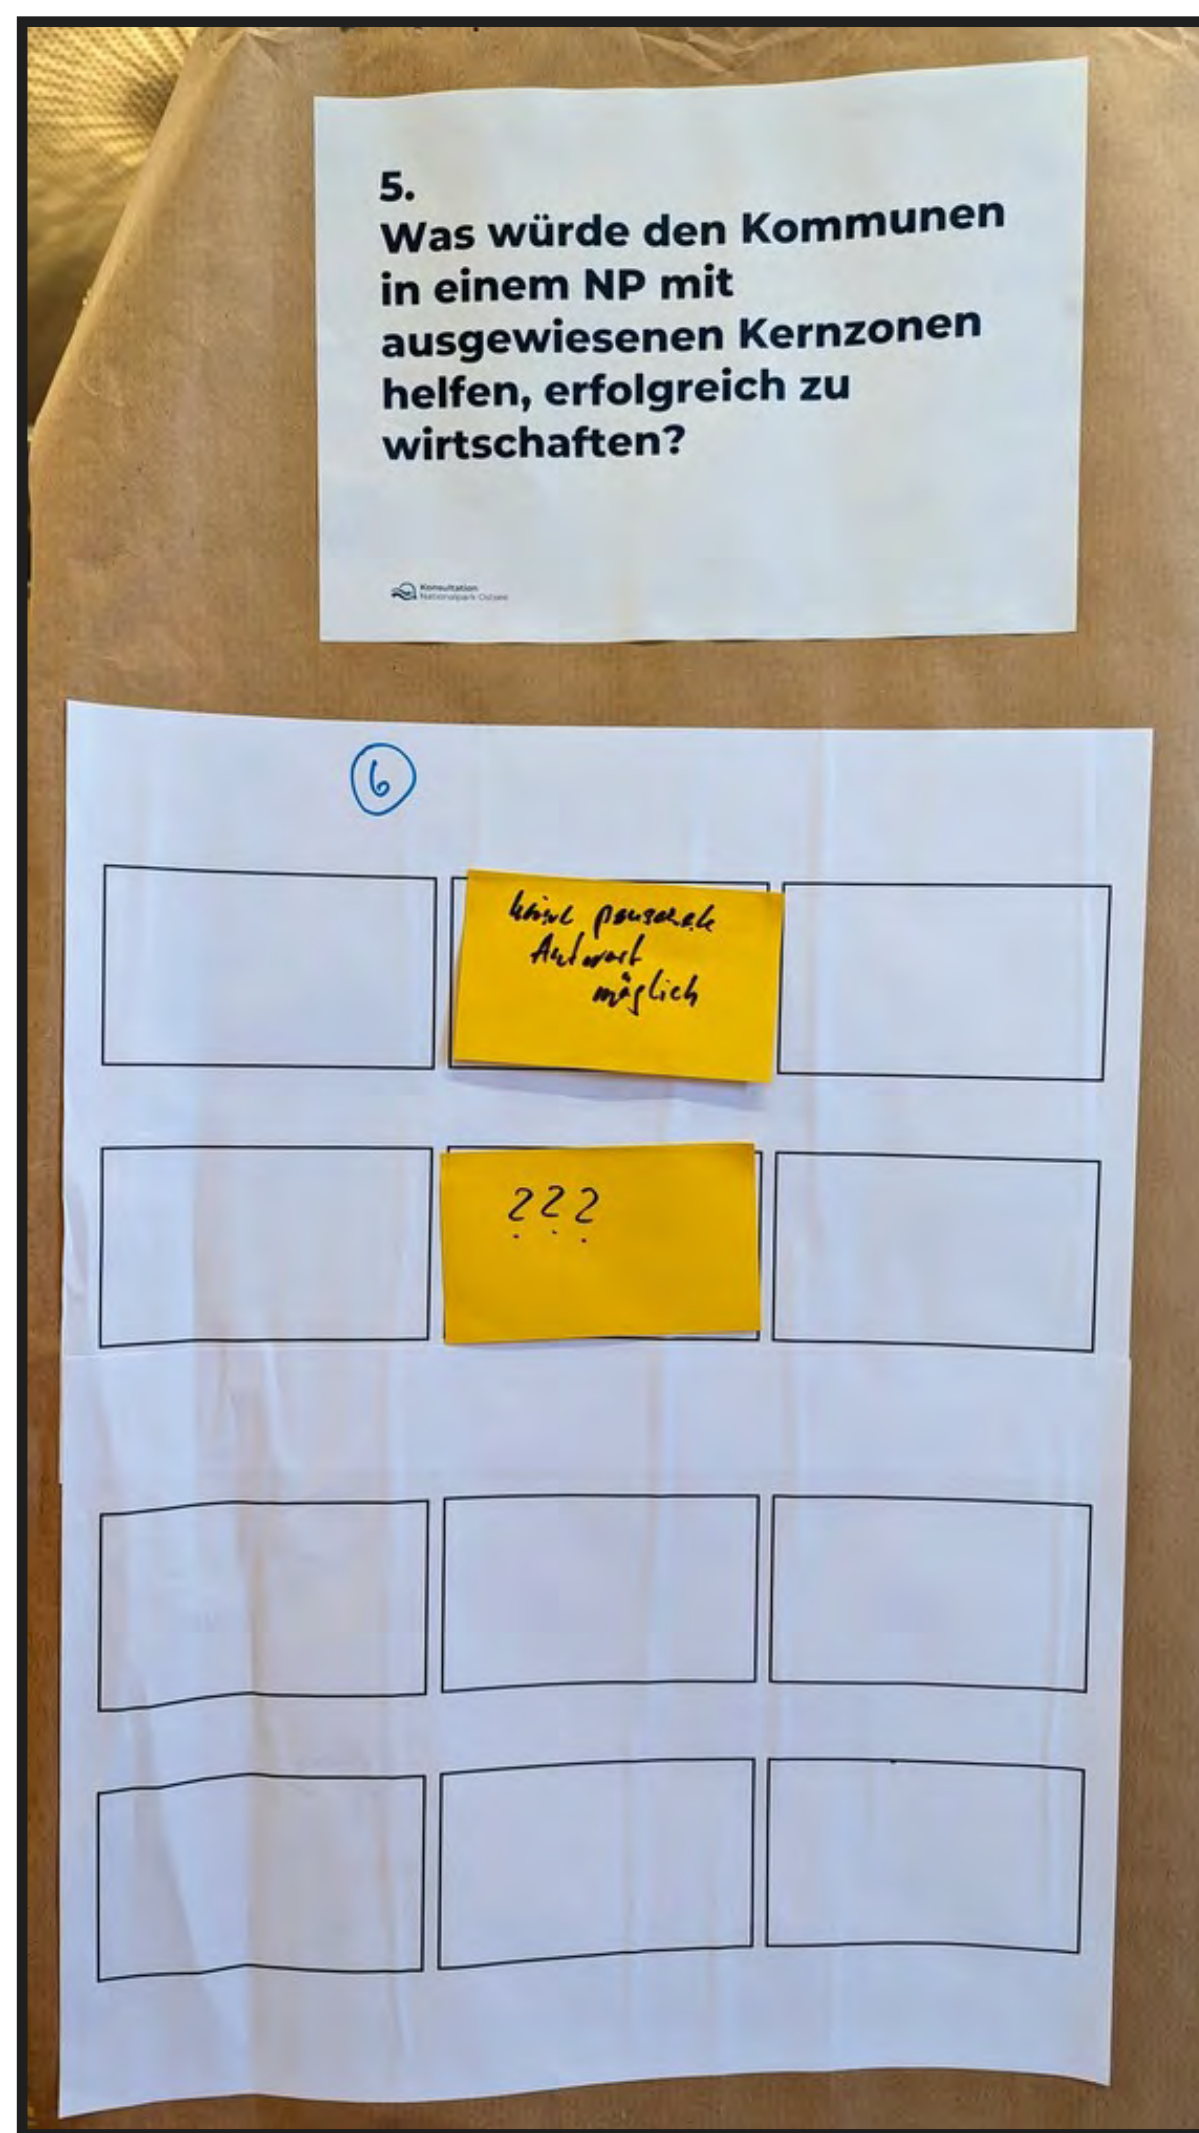 5.
Was würde den Kommunen
in einem NP mit
ausgewiesenen Kernzonen
helfen, erfolgreich zu
wirtschaften?
Konsultation
Nationalpark Ostsee
6
keine pauschale
Antwort
möglich
???